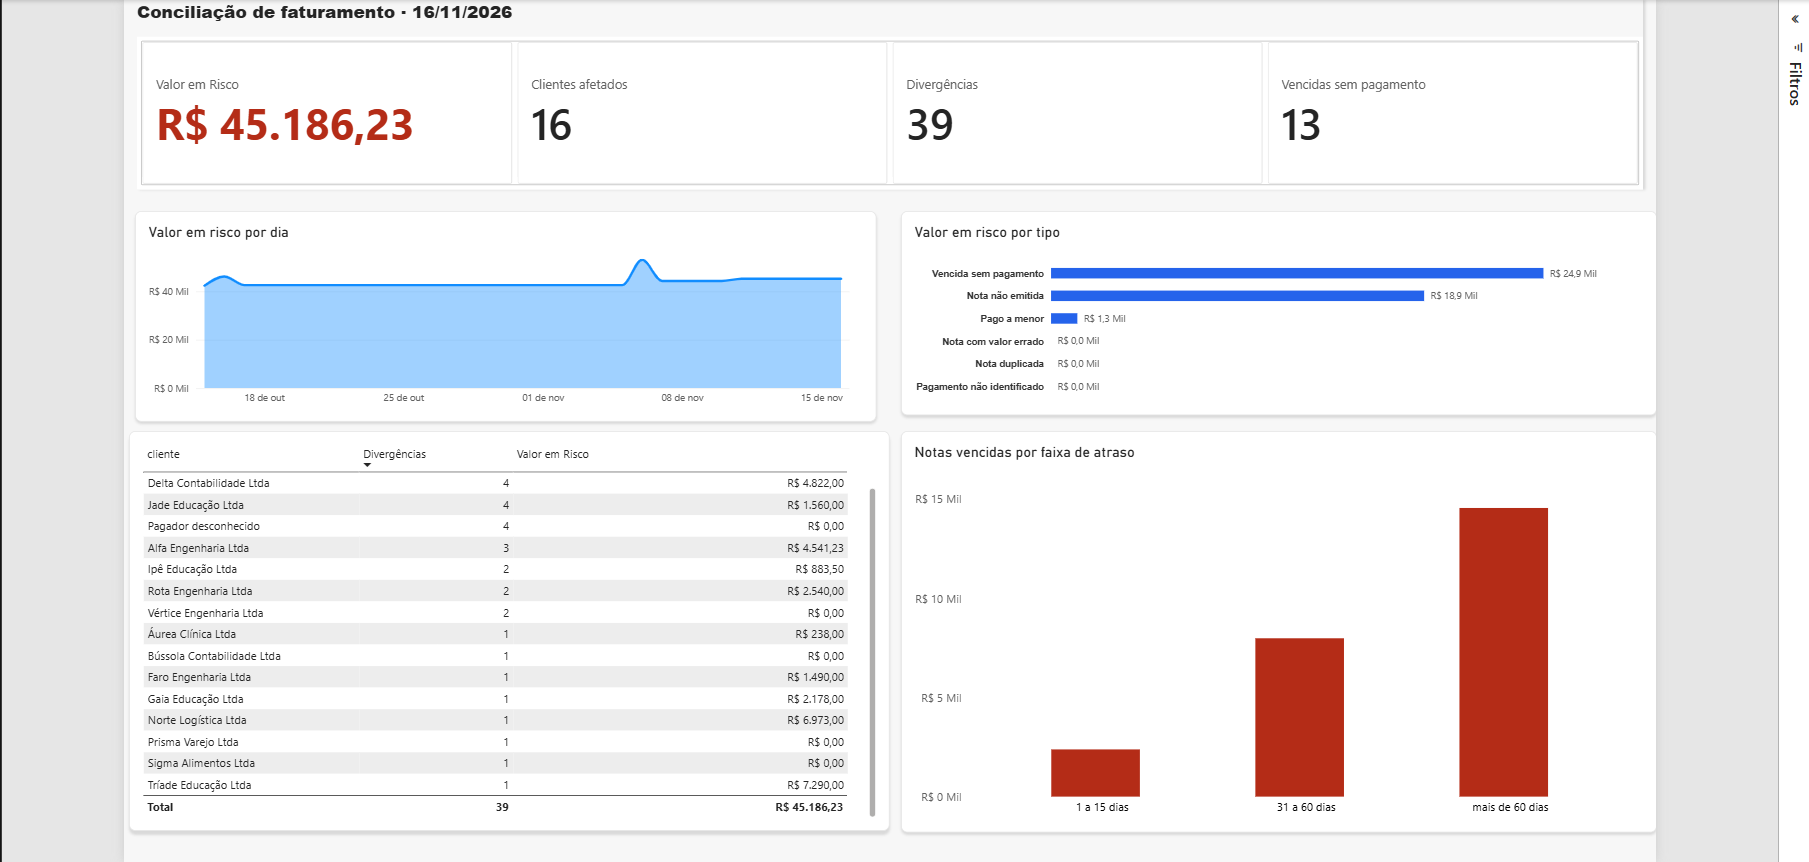 Conciliação de faturamento · 16/11/2026
Valor em Risco
R$ 45.186,23
Clientes afetados
16
Divergências
39
Vencidas sem pagamento
13
Filtros
Valor em risco por dia
R$ 40 Mil
R$ 20 Mil
R$ 0 Mil
18 de out
25 de out
01 de nov
08 de nov
15 de nov
Valor em risco por tipo
Vencida sem pagamento R$ 24,9 Mil
Nota não emitida R$ 18,9 Mil
Pago a menor R$ 1,3 Mil
Nota com valor errado R$ 0,0 Mil
Nota duplicada R$ 0,0 Mil
Pagamento não identificado R$ 0,0 Mil
cliente Divergências Valor em Risco
Delta Contabilidade Ltda 4 R$ 4.822,00
Jade Educação Ltda 4 R$ 1.560,00
Pagador desconhecido 4 R$ 0,00
Alfa Engenharia Ltda 3 R$ 4.541,23
Ipê Educação Ltda 2 R$ 883,50
Rota Engenharia Ltda 2 R$ 2.540,00
Vértice Engenharia Ltda 2 R$ 0,00
Áurea Clínica Ltda 1 R$ 238,00
Bússola Contabilidade Ltda 1 R$ 0,00
Faro Engenharia Ltda 1 R$ 1.490,00
Gaia Educação Ltda 1 R$ 2.178,00
Norte Logística Ltda 1 R$ 6.973,00
Prisma Varejo Ltda 1 R$ 0,00
Sigma Alimentos Ltda 1 R$ 0,00
Tríade Educação Ltda 1 R$ 7.290,00
Total 39 R$ 45.186,23
Notas vencidas por faixa de atraso
R$ 15 Mil
R$ 10 Mil
R$ 5 Mil
R$ 0 Mil
1 a 15 dias
31 a 60 dias
mais de 60 dias